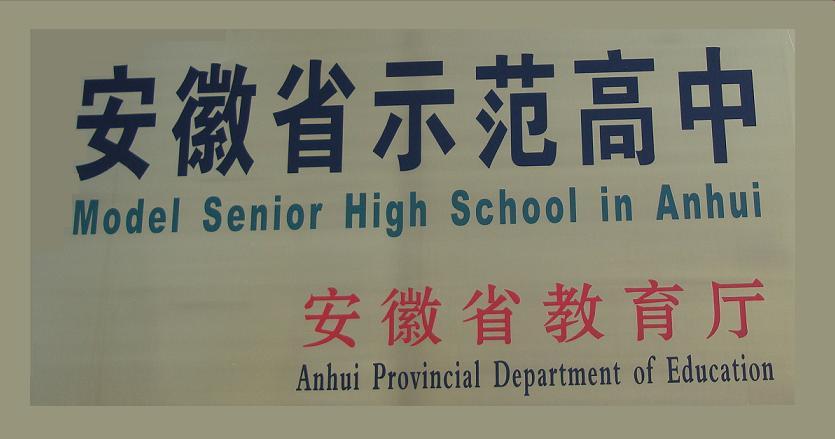 安徽省示范高中
Model Senior High School in Anhui
安徽省教育厅
Anhui Provincial Department of Education